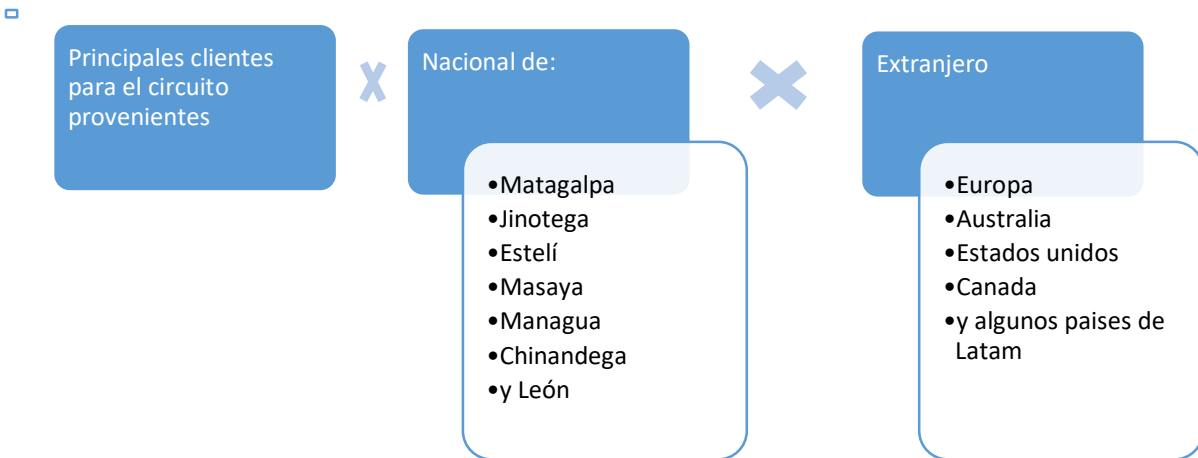 Principales clientes
para el circuito
provenientes
Nacional de:
•Matagalpa
•Jinotega
•Estelí
•Masaya
•Managua
•Chinandega
•y León
Extranjero
•Europa
•Australia
•Estados unidos
•Canada
•y algunos paises de
Latam